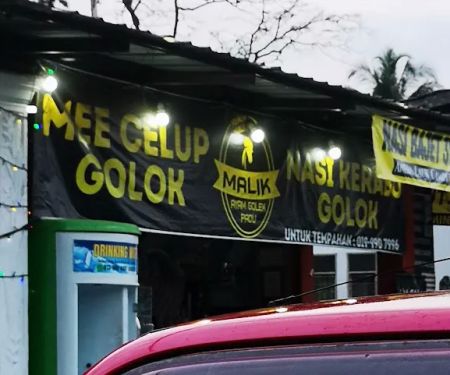 MEE CELUP
GOLOK
MALIK
AYAM GOLEK
PADU
NASI KERABU
GOLOK
UNTUK TEMPAHAN : 019-990 7996
NASI
DRINKING